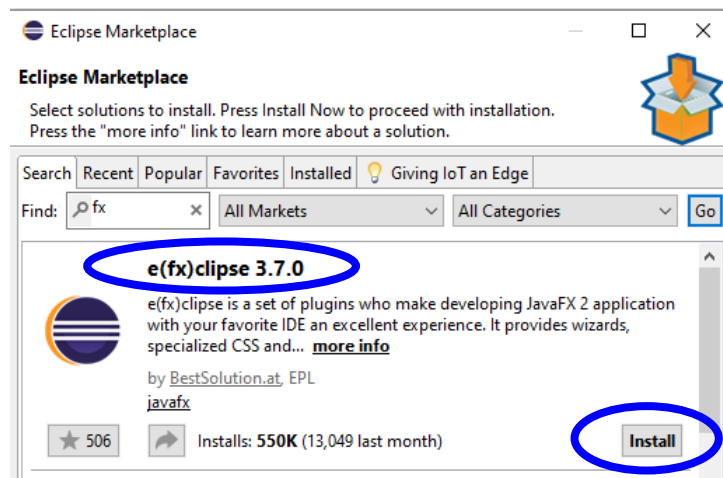 Eclipse Marketplace
Eclipse Marketplace
Select solutions to install. Press Install Now to proceed with installation.
Press the "more info" link to learn more about a solution.
Search Recent Popular Favorites Installed Giving IoT an Edge
Find: fx All Markets All Categories Go
e(fx)clipse 3.7.0
e(fx)clipse is a set of plugins who make developing JavaFX 2 application
with your favorite IDE an excellent experience. It provides wizards,
specialized CSS and... more info
by BestSolution.at, EPL
javafx
506 Installs: 550K (13,049 last month) Install